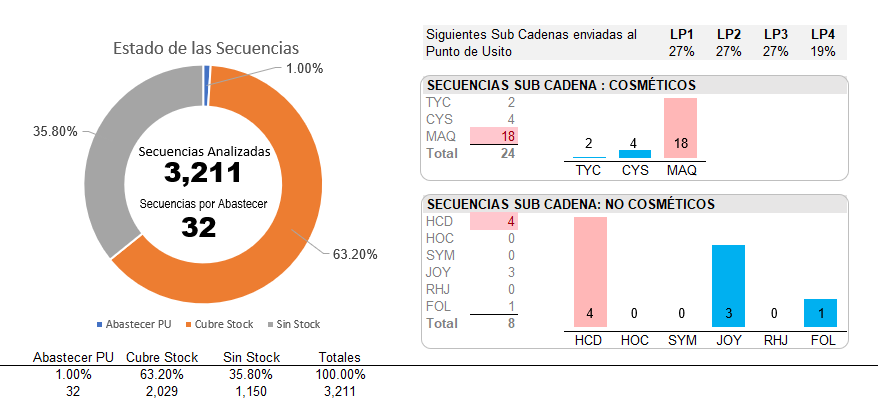 Siguientes Sub Cadenas enviadas al Punto de Usito
LP1 LP2 LP3 LP4
27% 27% 27% 19%
Estado de las Secuencias
1.00%
35.80%
63.20%
Secuencias Analizadas
3,211
Secuencias por Abastecer
32
Abastecer PU Cubre Stock Sin Stock
Abastecer PU Cubre Stock Sin Stock Totales
1.00% 63.20% 35.80% 100.00%
32 2,029 1,150 3,211
SECUENCIAS SUB CADENA : COSMÉTICOS
TYC 2
CYS 4
MAQ 18
Total 24
2 4 18
TYC CYS MAQ
SECUENCIAS SUB CADENA: NO COSMÉTICOS
HCD 4
HOC 0
SYM 0
JOY 3
RHJ 0
FOL 1
Total 8
4 0 0 3 0 1
HCD HOC SYM JOY RHJ FOL